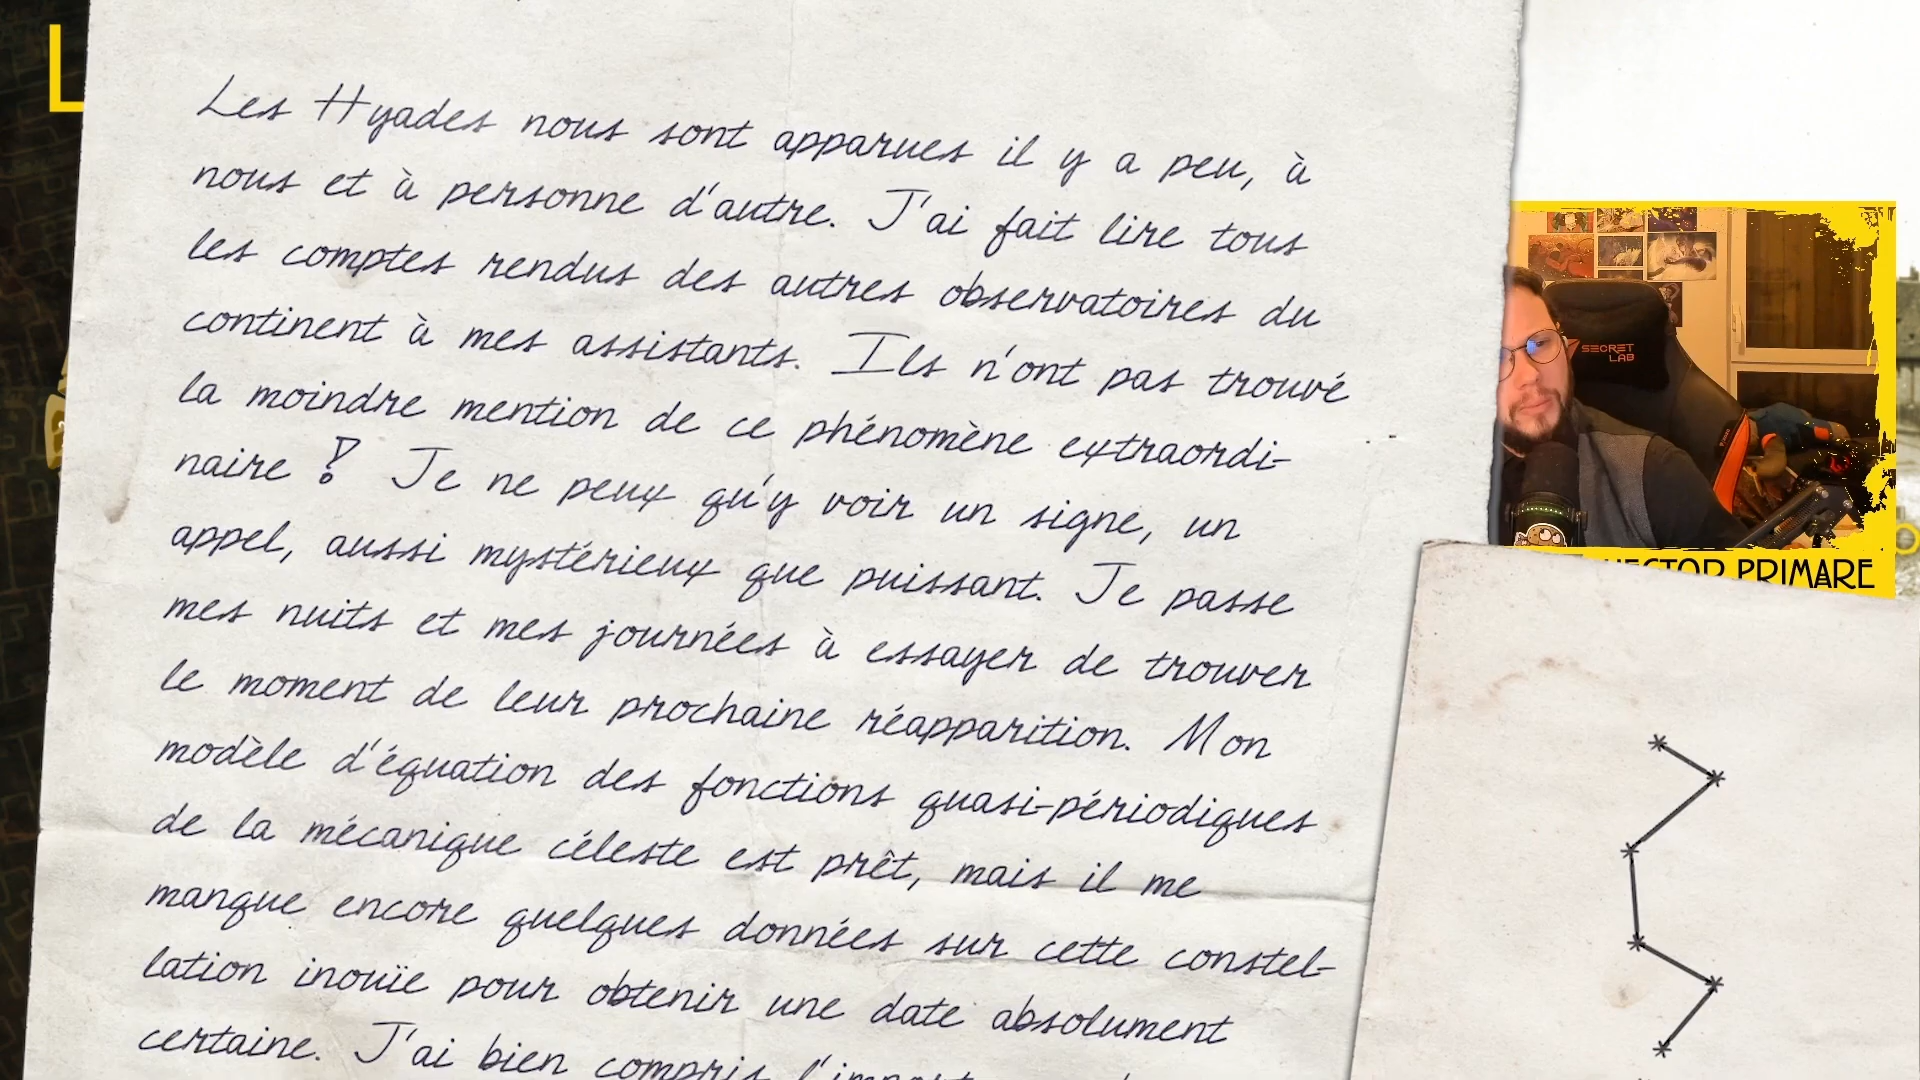 L
Les Hyades nous sont apparues il y a peu, à
nous et à personne d'autre. J'ai fait lire tous
les comptes rendus des autres observatoires du
continent à mes assistants. Ils n'ont pas trouvé
la moindre mention de ce phénomène extraordi-
naire ! Je ne peux qu'y voir un signe, un
appel, aussi mystérieux que puissant. Je passe
mes nuits et mes journées à essayer de trouver
le moment de leur prochaine réapparition. Mon
modèle d'équation des fonctions quasi-périodiques
de la mécanique céleste est prêt, mais il me
manque encore quelques données sur cette constel-
lation inouïe pour obtenir une date absolument
certaine. J'ai bien compris
SECRET
LAB
HECTOR PRIMARE